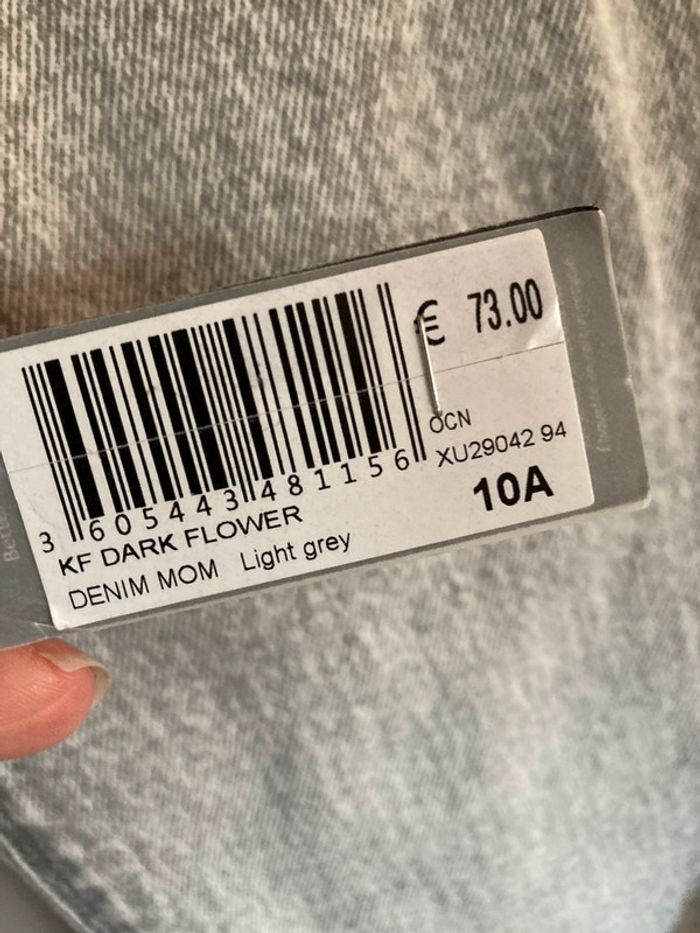 € 73.00
OCN
XU29042 94
10A
3 605443 481156
KF DARK FLOWER
DENIM MOM Light grey